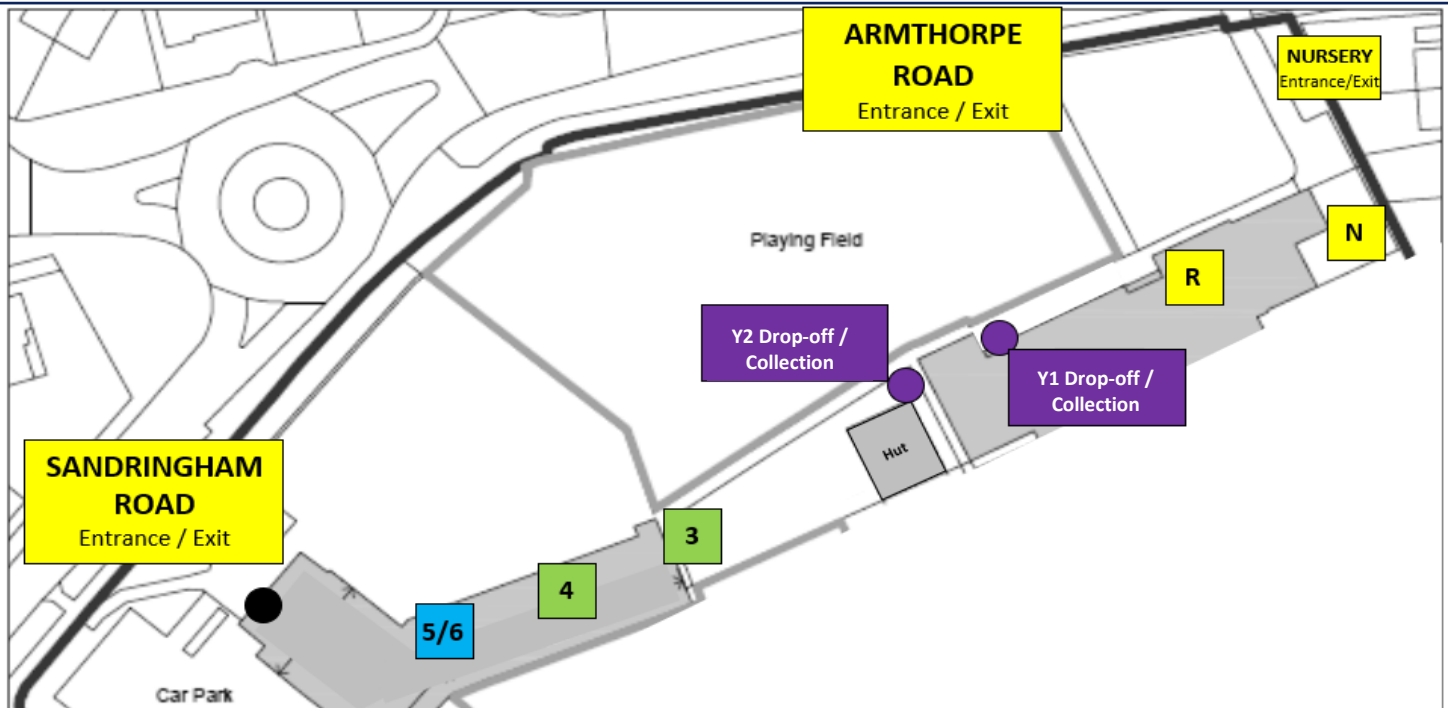 ARMTHORPE
ROAD
Entrance / Exit
NURSERY
Entrance/Exit
N
Playing Field
R
Y2 Drop-off /
Collection
Y1 Drop-off /
Collection
Hut
SANDRINGHAM
ROAD
Entrance / Exit
3
4
5/6
Car Park